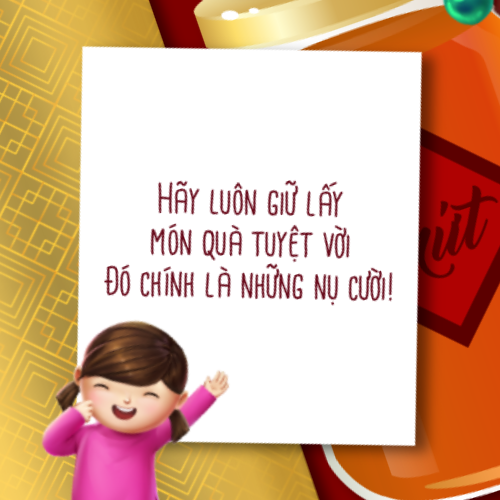 HÃY LUÔN GIỮ LẤY
MÓN QUÀ TUYỆT VỜI
ĐÓ CHÍNH LÀ NHỮNG NỤ CƯỜI!